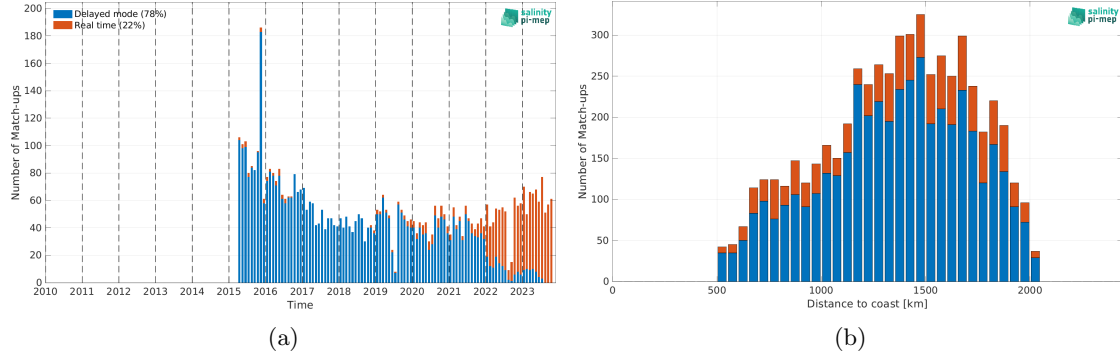 200
180
160
140
120
100
80
60
40
20
0
Number of Match-ups
Delayed mode (78%)
Real time (22%)
salinity
pi-mep
2010 2011 2012 2013 2014 2015 2016 2017 2018 2019 2020 2021 2022 2023
Time
(a)
300
250
200
150
100
50
0
Number of Match-ups
salinity
pi-mep
0 500 1000 1500 2000
Distance to coast [km]
(b)